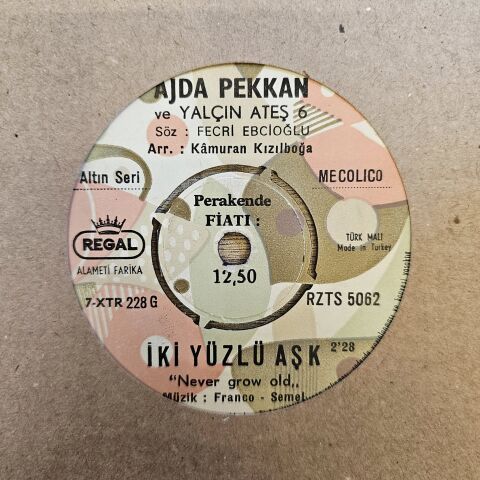 AJDA PEKKAN
ve YALÇIN ATEŞ 6
Söz : FECRİ EBCİOĞLU
Arr. : Kâmuran Kızılboğa
Altın Seri
MECOLICO
Perakende
FİATI :
12,50
REGAL
ALAMETİ FARİKA
TÜRK MALI
Made in Turkey
7-XTR 228 G
RZTS 5062
İKİ YÜZLÜ AŞK 2'28
"Never grow old,,
Müzik : Franco - Semel